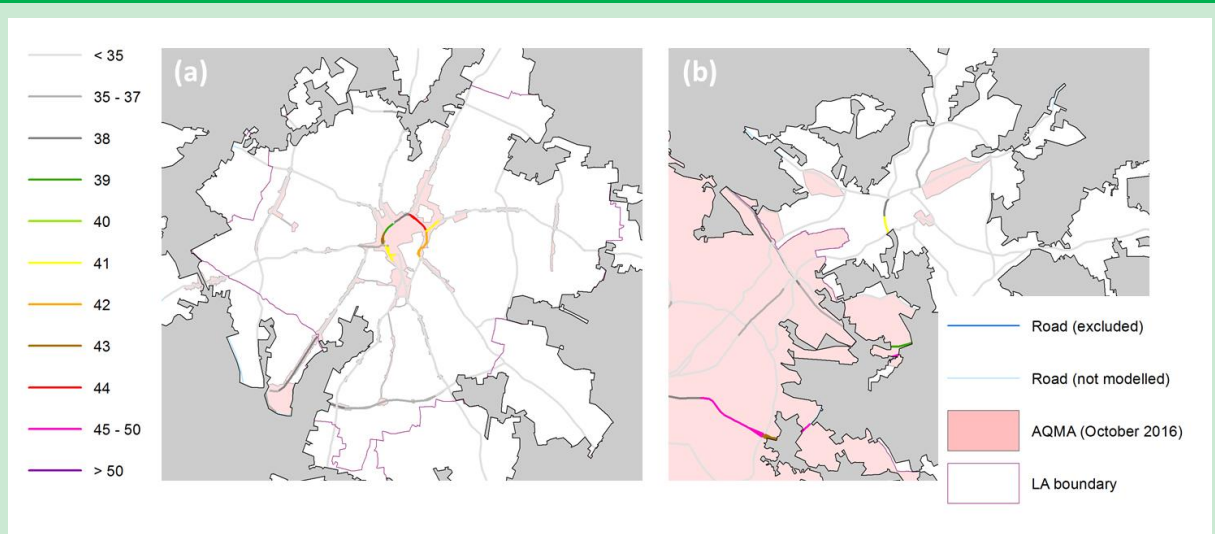 < 35
35 - 37
38
39
40
41
42
43
44
45 - 50
> 50
(a)
(b)
Road (excluded)
Road (not modelled)
AQMA (October 2016)
LA boundary